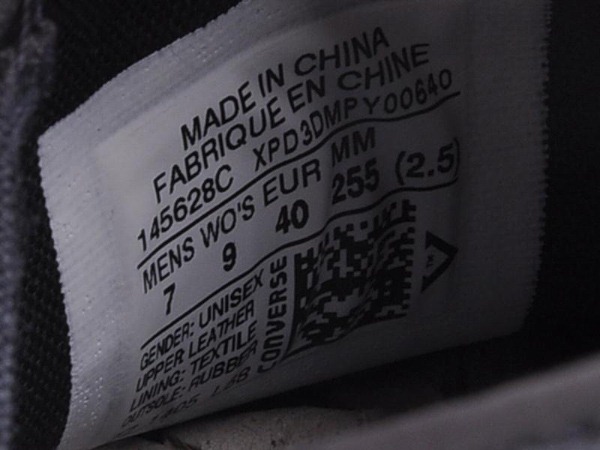 MADE IN CHINA
FABRIQUE EN CHINE
145628C XPD3DMPY00640
MENS WO'S EUR MM
7 9 40 255 (2.5)
GENDER: UNISEX
UPPER: LEATHER
LINING: TEXTILE
OUTSOLE: RUBBER
CONVERSE
TM